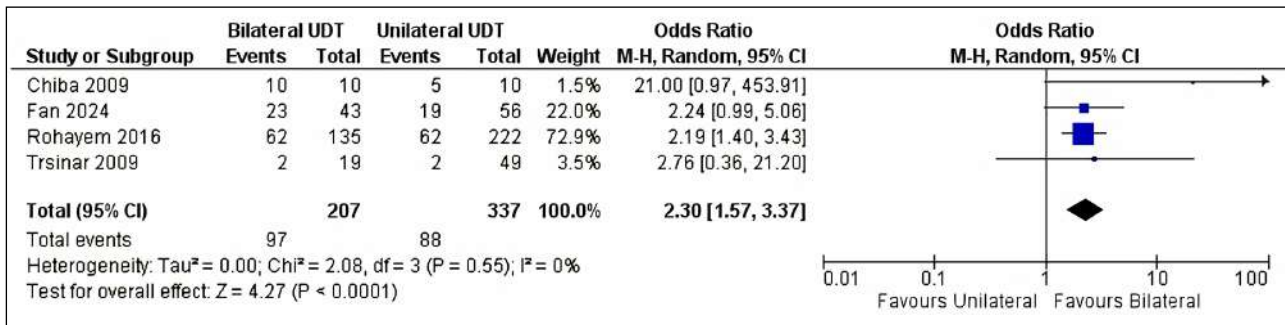 Bilateral UDT Unilateral UDT Odds Ratio Odds Ratio
Study or Subgroup Events Total Events Total Weight M-H, Random, 95% CI M-H, Random, 95% CI
Chiba 2009 10 10 5 10 1.5% 21.00 [0.97, 453.91]
Fan 2024 23 43 19 56 22.0% 2.24 [0.99, 5.06]
Rohayem 2016 62 135 62 222 72.9% 2.19 [1.40, 3.43]
Trsinar 2009 2 19 2 49 3.5% 2.76 [0.36, 21.20]
Total (95% CI) 207 337 100.0% 2.30 [1.57, 3.37]
Total events 97 88
Heterogeneity: Tau² = 0.00; Chi² = 2.08, df = 3 (P = 0.55); I² = 0%
Test for overall effect: Z = 4.27 (P < 0.0001)
0.01 0.1 1 10 100
Favours Unilateral Favours Bilateral